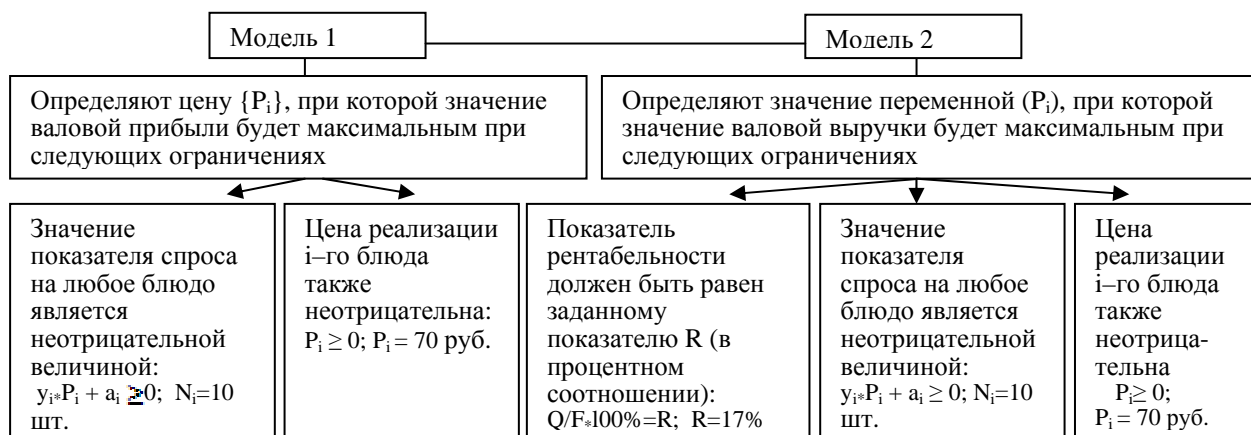 Модель 1
Модель 2
Определяют цену {Pi}, при которой значение
валовой прибыли будет максимальным при
следующих ограничениях
Определяют значение переменной (Pi), при которой
значение валовой выручки будет максимальным при
следующих ограничениях
Значение
показателя спроса
на любое блюдо
является
неотрицательной
величиной:
yi*Pi + ai ≥0; Ni=10
шт.
Цена реализации
i–го блюда
также
неотрицательна:
Pi ≥ 0; Pi = 70 руб.
Показатель
рентабельности
должен быть равен
заданному
показателю R (в
процентном
соотношении):
Q/F*l00%=R; R=17%
Значение
показателя
спроса на любое
блюдо является
неотрицательной
величиной:
yi*Pi + ai ≥ 0; Ni=10
шт.
Цена
реализации
i–го блюда
также
неотрица-
тельна
Pi≥ 0;
Pi = 70 руб.